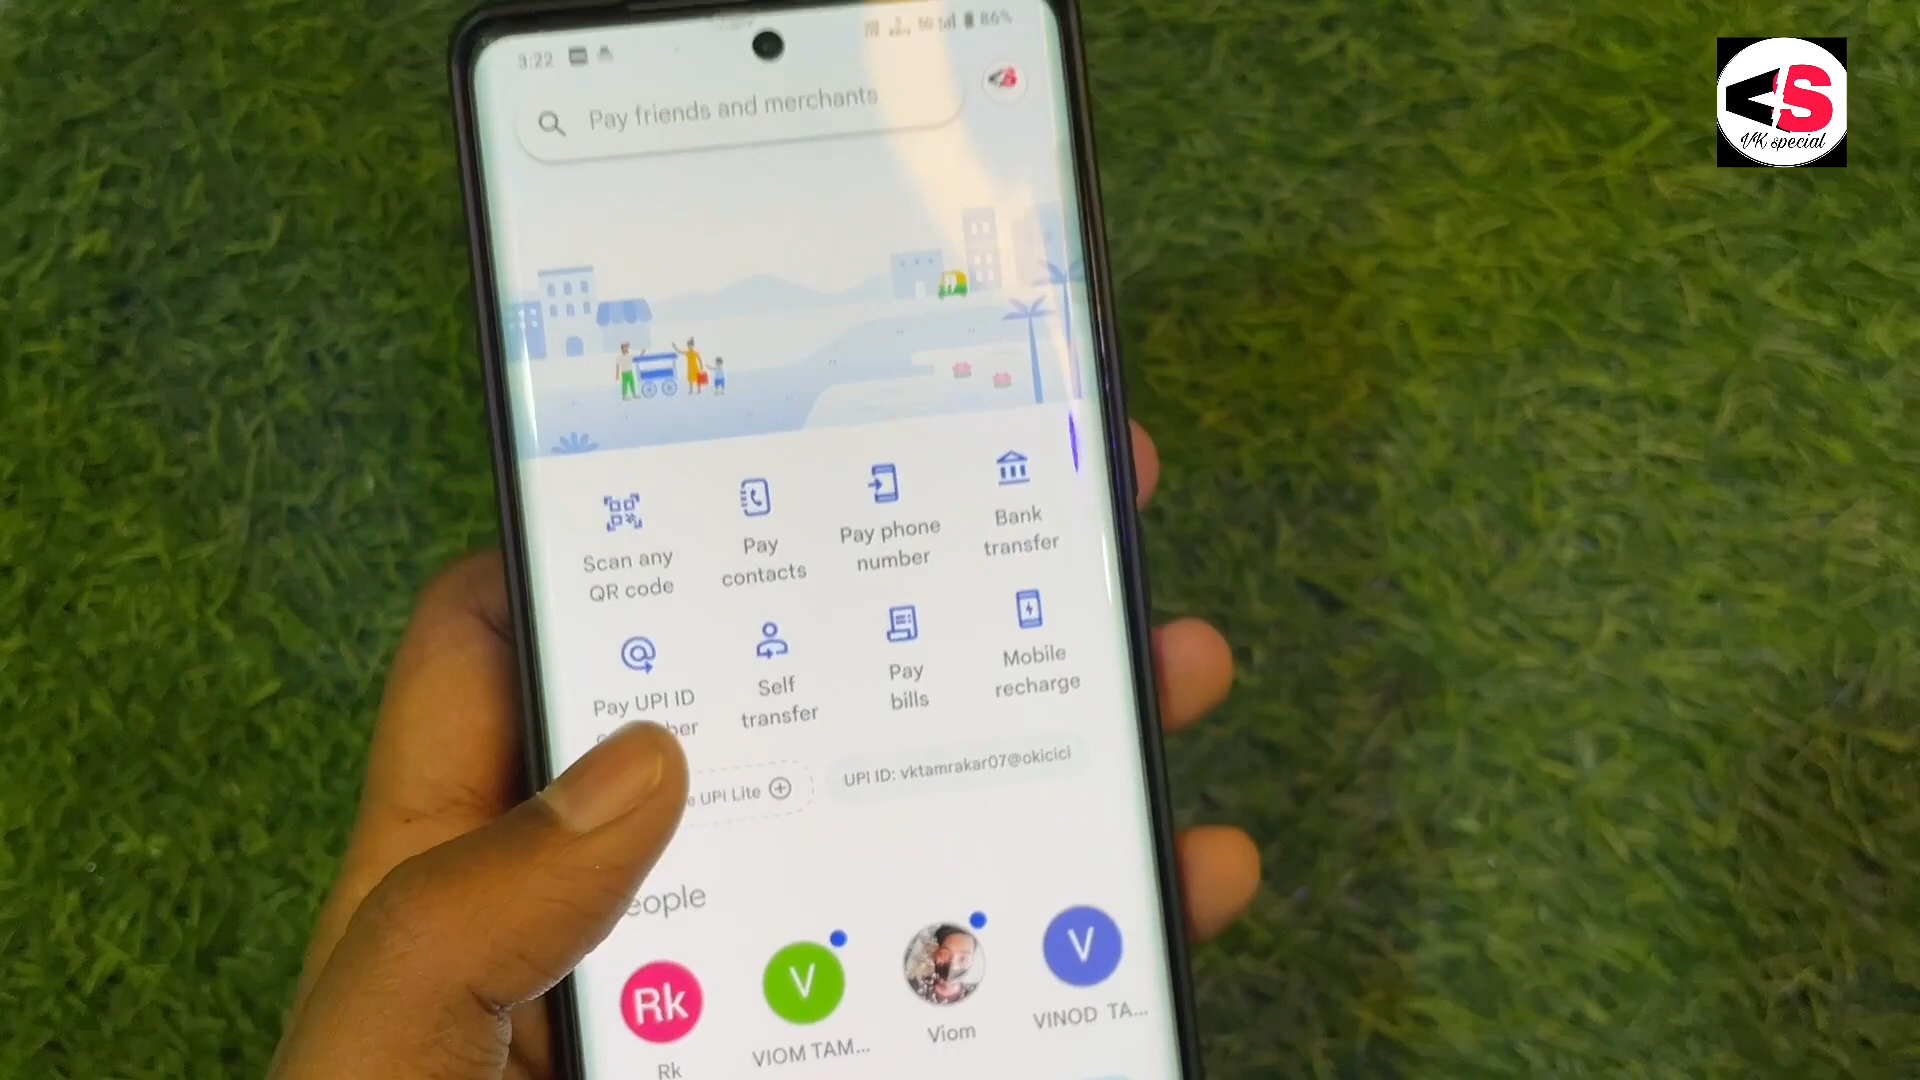 3:22
5G
86%
Pay friends and merchants
S
VK special
Scan any
QR code
Pay
contacts
Pay phone
number
Bank
transfer
Pay UPI ID
Self
transfer
Pay
bills
Mobile
recharge
UPI Lite
UPI ID: vktamrakar07@okicici
Rk
V
V
Rk
VIOM TAM...
Viom
VINOD TA...